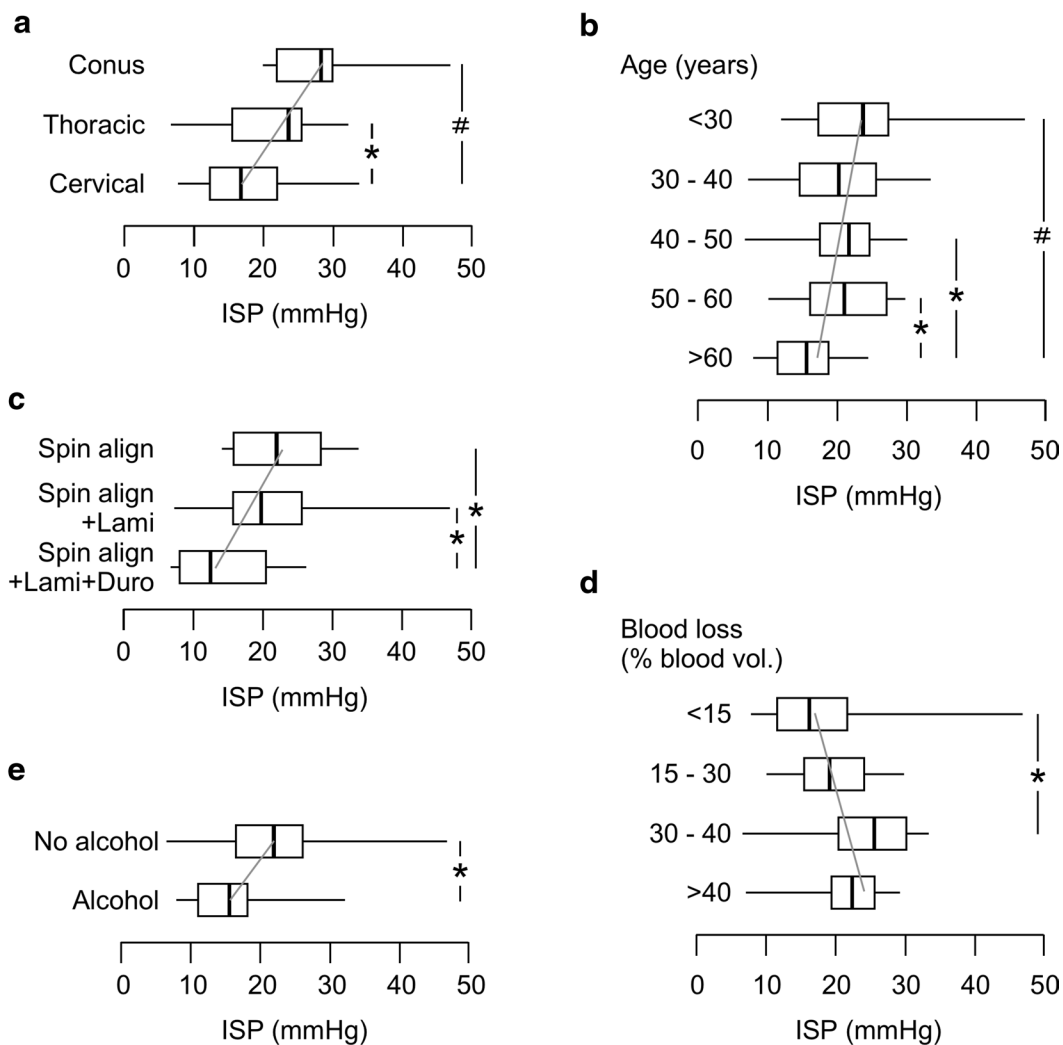 a
Conus
Thoracic
Cervical
#
*
0 10 20 30 40 50
ISP (mmHg)
b
Age (years)
<30
30 - 40
40 - 50
50 - 60
>60
#
*
*
0 10 20 30 40 50
ISP (mmHg)
c
Spin align
Spin align
+Lami
Spin align
+Lami+Duro
*
*
0 10 20 30 40 50
ISP (mmHg)
d
Blood loss
(% blood vol.)
<15
15 - 30
30 - 40
>40
*
0 10 20 30 40 50
ISP (mmHg)
e
No alcohol
Alcohol
*
0 10 20 30 40 50
ISP (mmHg)